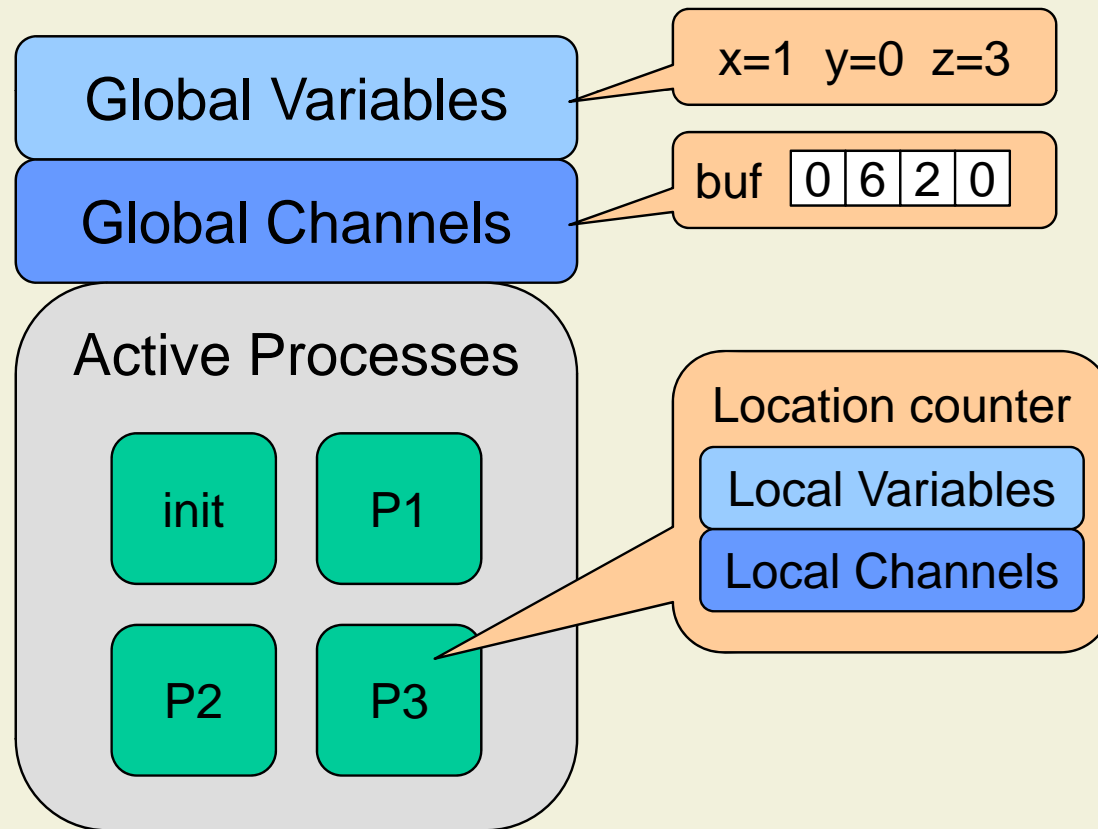 Global Variables
x=1 y=0 z=3
Global Channels
buf 0 6 2 0
Active Processes
init
P1
P2
P3
Location counter
Local Variables
Local Channels